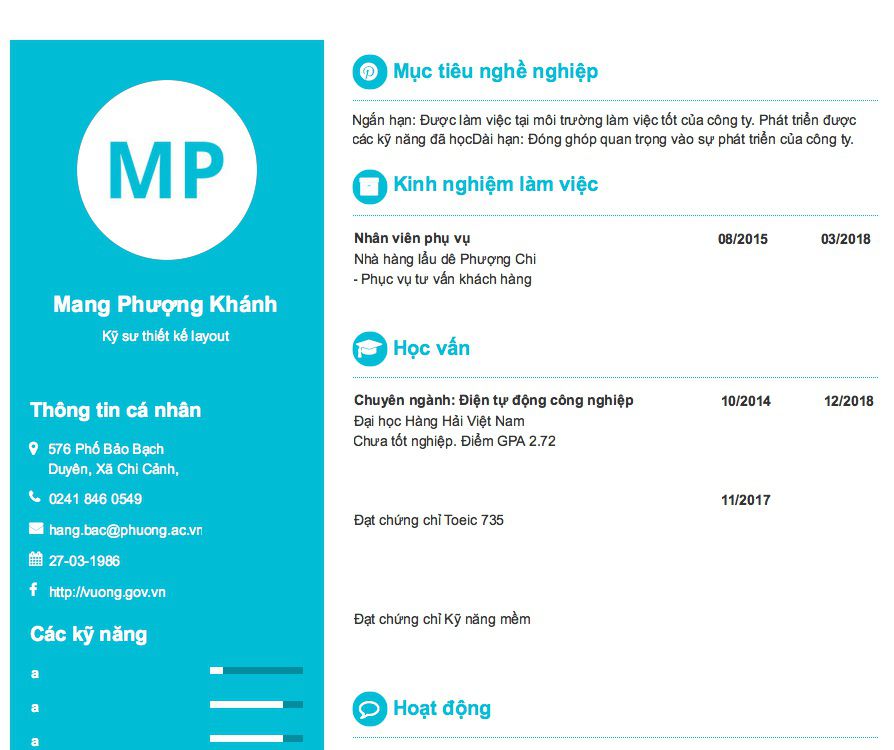 MP
Mang Phượng Khánh
Kỹ sư thiết kế layout
Thông tin cá nhân
576 Phố Bảo Bạch
Duyên, Xã Chi Cảnh,
0241 846 0549
hang.bac@phuong.ac.vn
27-03-1986
http://vuong.gov.vn
Các kỹ năng
a
a
a
Mục tiêu nghề nghiệp
Ngắn hạn: Được làm việc tại môi trường làm việc tốt của công ty. Phát triển được
các kỹ năng đã họcDài hạn: Đóng ghóp quan trọng vào sự phát triển của công ty.
Kinh nghiệm làm việc
Nhân viên phụ vụ 08/2015 03/2018
Nhà hàng lẩu dê Phượng Chi
- Phục vụ tư vấn khách hàng
Học vấn
Chuyên ngành: Điện tự động công nghiệp 10/2014 12/2018
Đại học Hàng Hải Việt Nam
Chưa tốt nghiệp. Điểm GPA 2.72
11/2017
Đạt chứng chỉ Toeic 735
Đạt chứng chỉ Kỹ năng mềm
Hoạt động